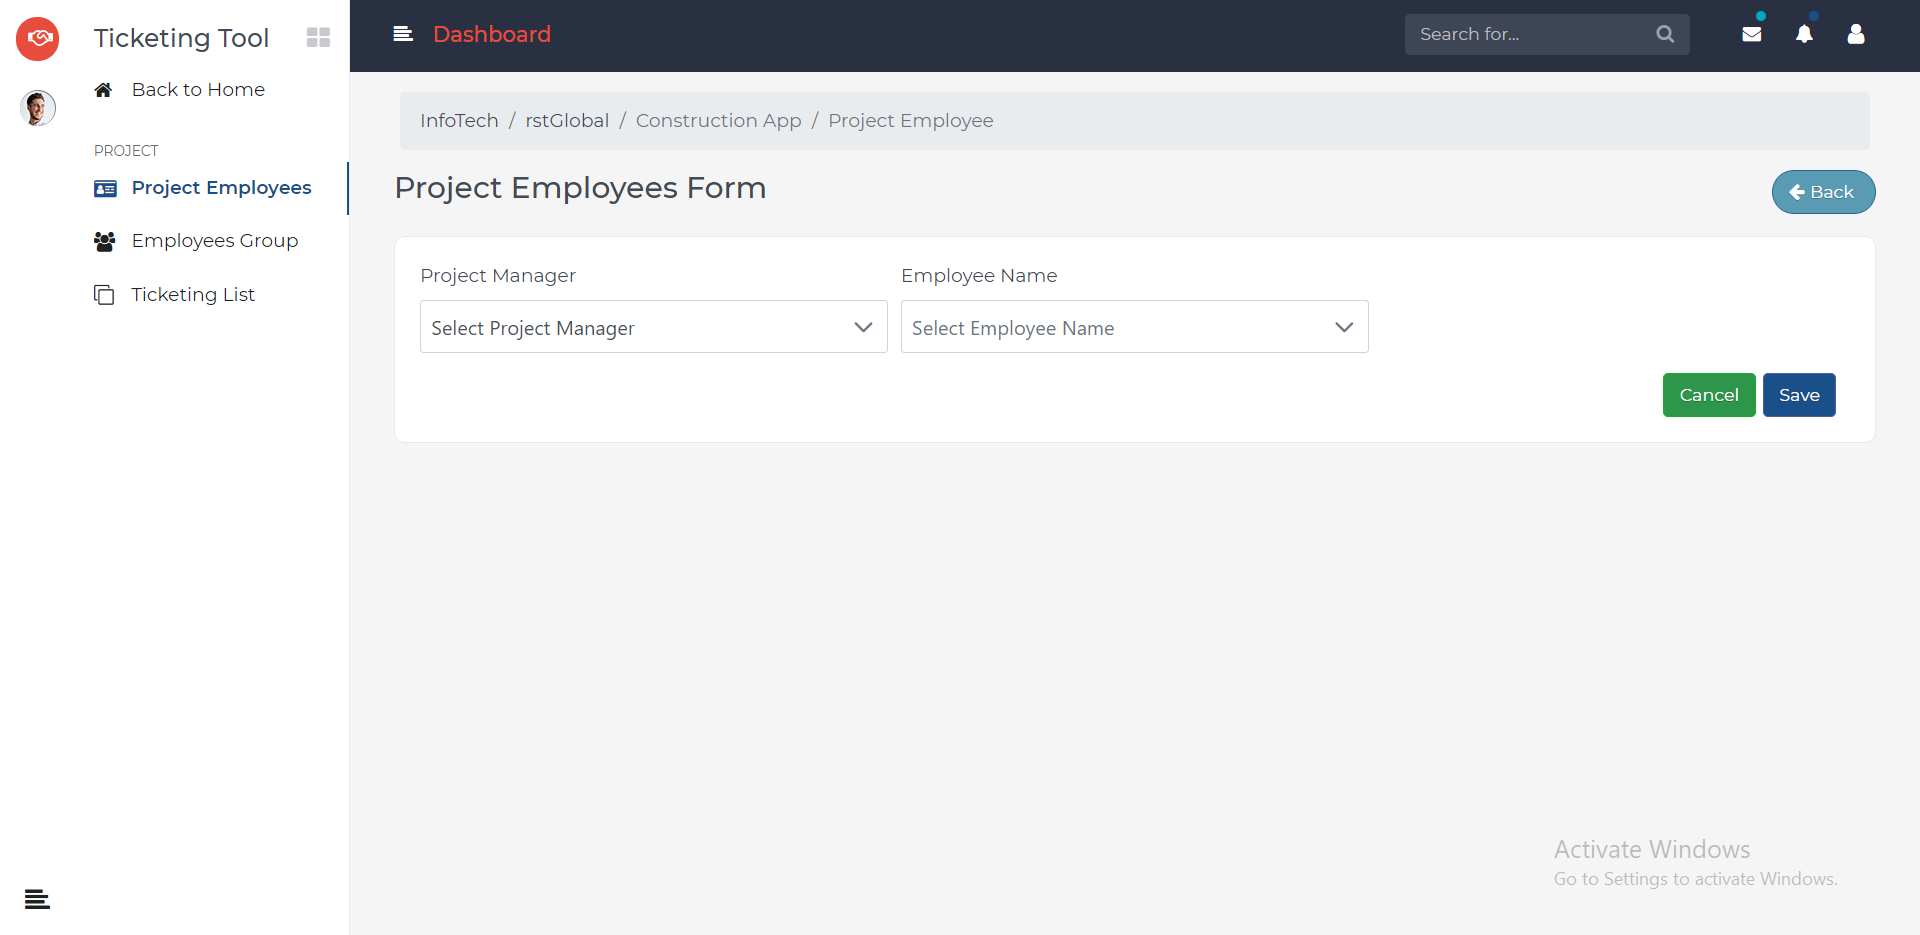 Ticketing Tool
Back to Home
PROJECT
Project Employees
Employees Group
Ticketing List
Dashboard
Search for...
InfoTech / rstGlobal / Construction App / Project Employee
Project Employees Form
Back
Project Manager
Employee Name
Select Project Manager
Select Employee Name
Cancel
Save
Activate Windows
Go to Settings to activate Windows.